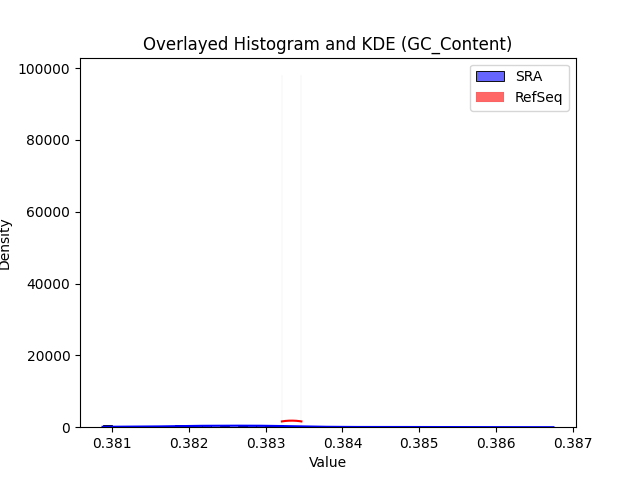 Overlayed Histogram and KDE (GC_Content)
SRA
RefSeq
100000
80000
60000
40000
20000
0
Density
0.381 0.382 0.383 0.384 0.385 0.386 0.387
Value